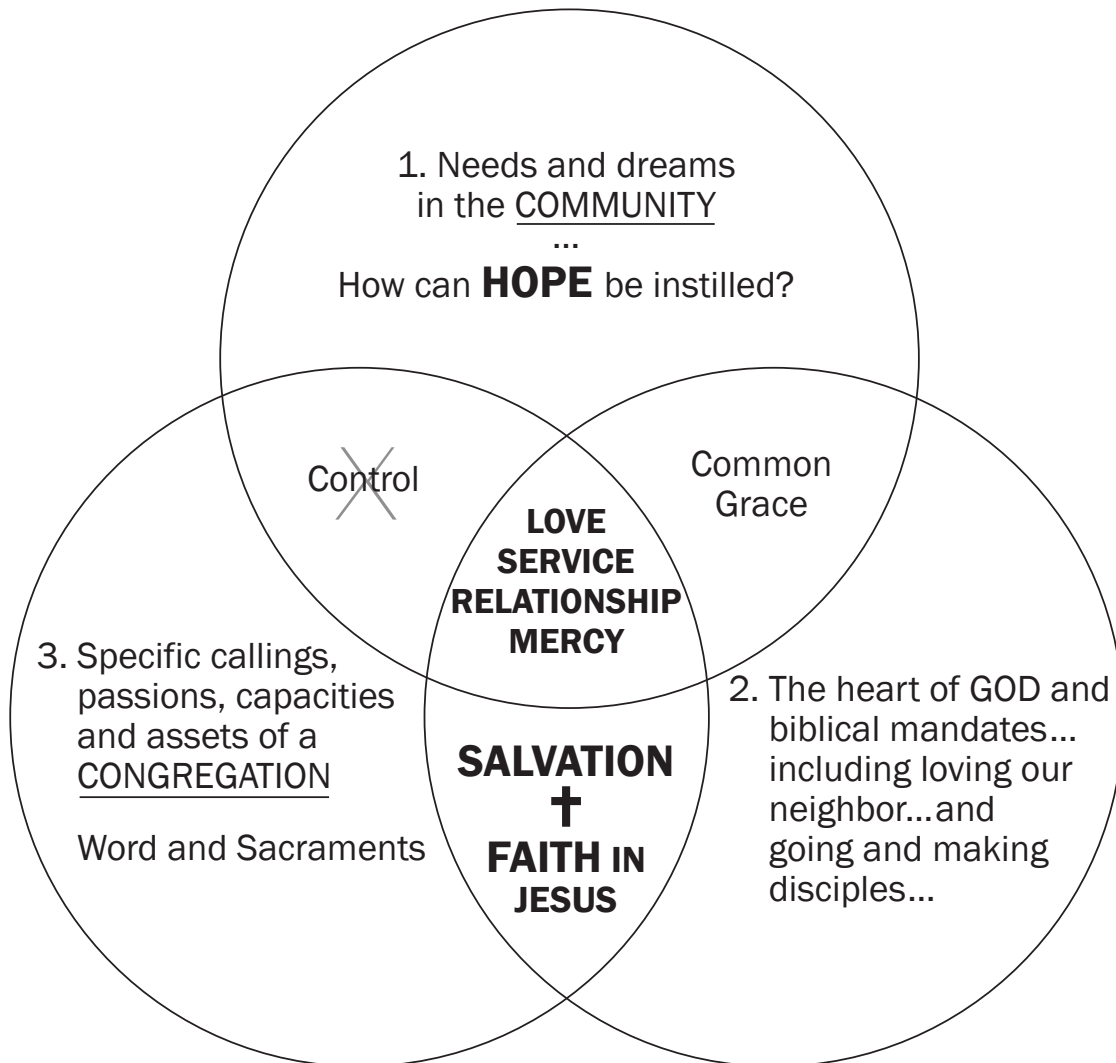 1. Needs and dreams
in the COMMUNITY
...
How can HOPE be instilled?
Control
Common
Grace
LOVE
SERVICE
RELATIONSHIP
MERCY
3. Specific callings,
passions, capacities
and assets of a
CONGREGATION
Word and Sacraments
2. The heart of GOD and
biblical mandates...
including loving our
neighbor...and
going and making
disciples...
SALVATION
✝
FAITH IN
JESUS